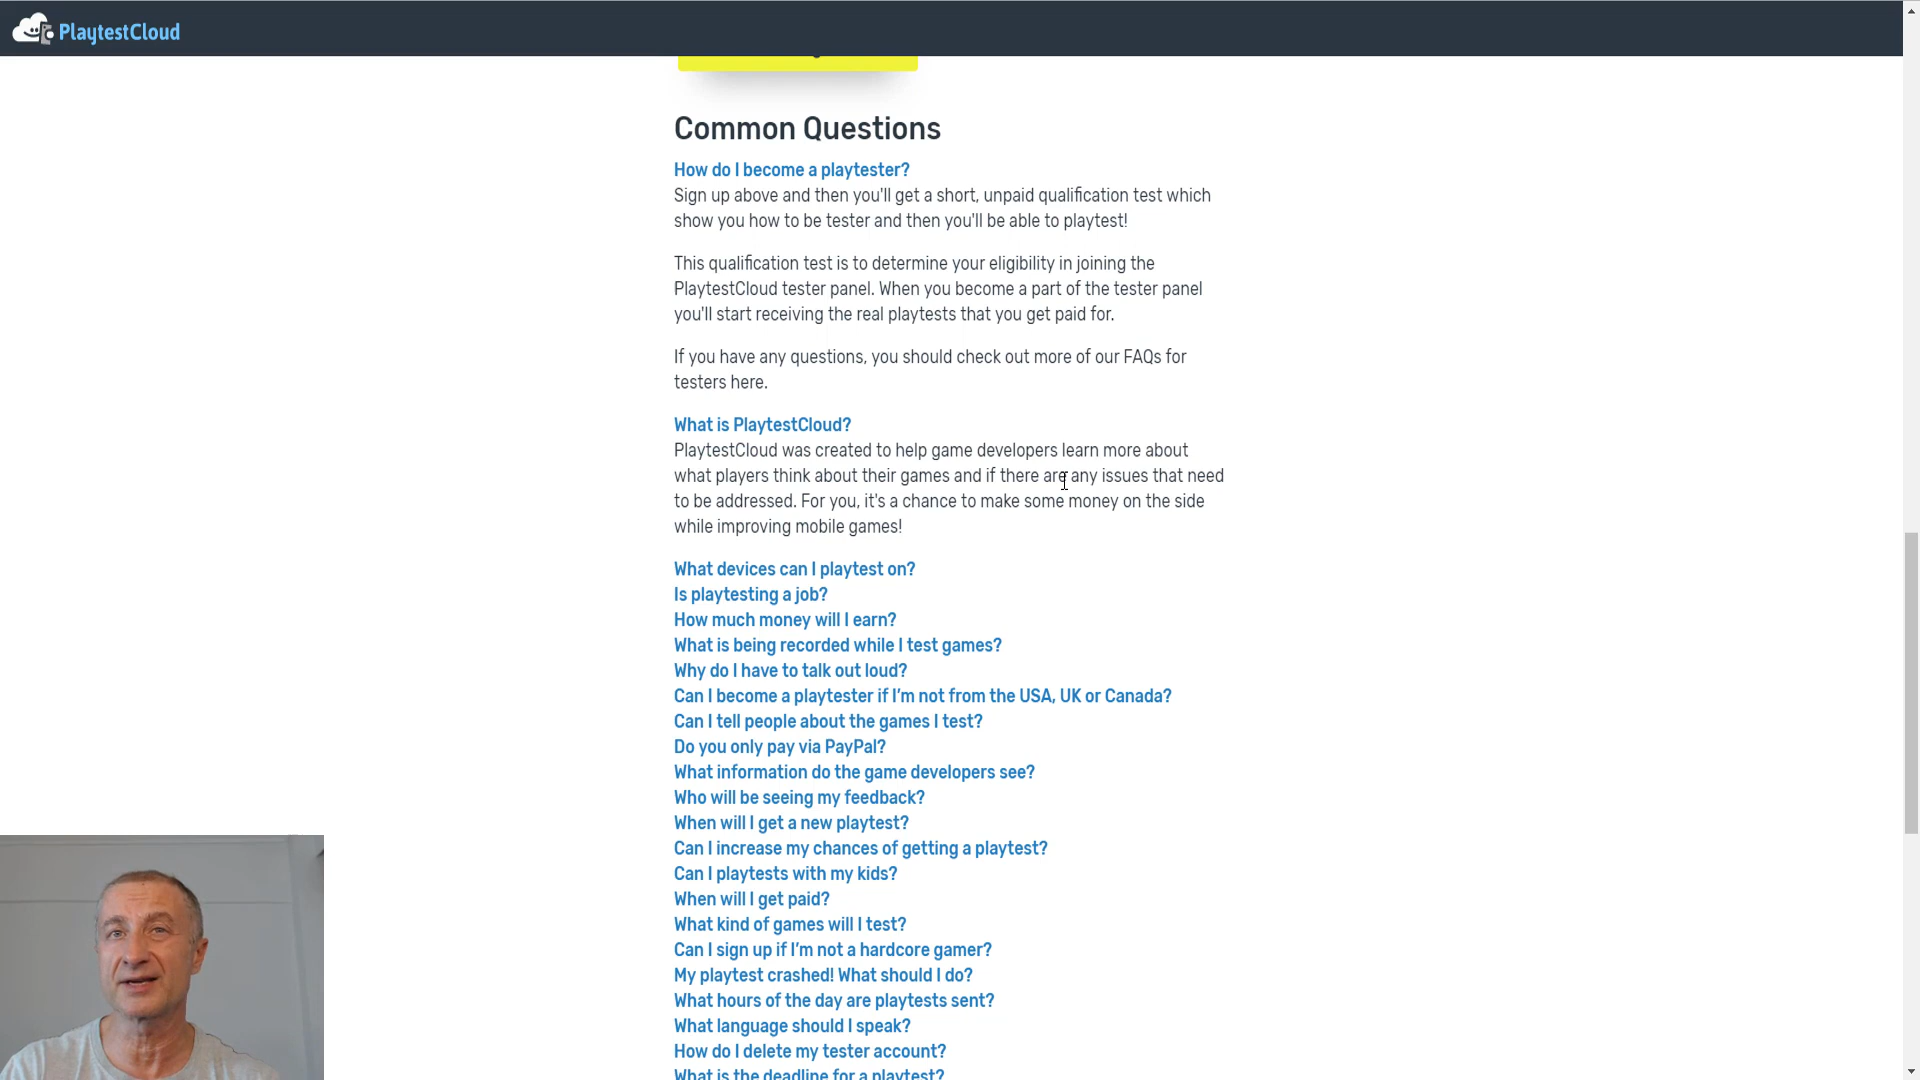 PlaytestCloud
Common Questions
How do I become a playtester?
Sign up above and then you'll get a short, unpaid qualification test which
show you how to be tester and then you'll be able to playtest!
This qualification test is to determine your eligibility in joining the
PlaytestCloud tester panel. When you become a part of the tester panel
you'll start receiving the real playtests that you get paid for.
If you have any questions, you should check out more of our FAQs for
testers here.
What is PlaytestCloud?
PlaytestCloud was created to help game developers learn more about
what players think about their games and if there are any issues that need
to be addressed. For you, it's a chance to make some money on the side
while improving mobile games!
What devices can I playtest on?
Is playtesting a job?
How much money will I earn?
What is being recorded while I test games?
Why do I have to talk out loud?
Can I become a playtester if I’m not from the USA, UK or Canada?
Can I tell people about the games I test?
Do you only pay via PayPal?
What information do the game developers see?
Who will be seeing my feedback?
When will I get a new playtest?
Can I increase my chances of getting a playtest?
Can I playtests with my kids?
When will I get paid?
What kind of games will I test?
Can I sign up if I’m not a hardcore gamer?
My playtest crashed! What should I do?
What hours of the day are playtests sent?
What language should I speak?
How do I delete my tester account?
What is the deadline for a playtest?